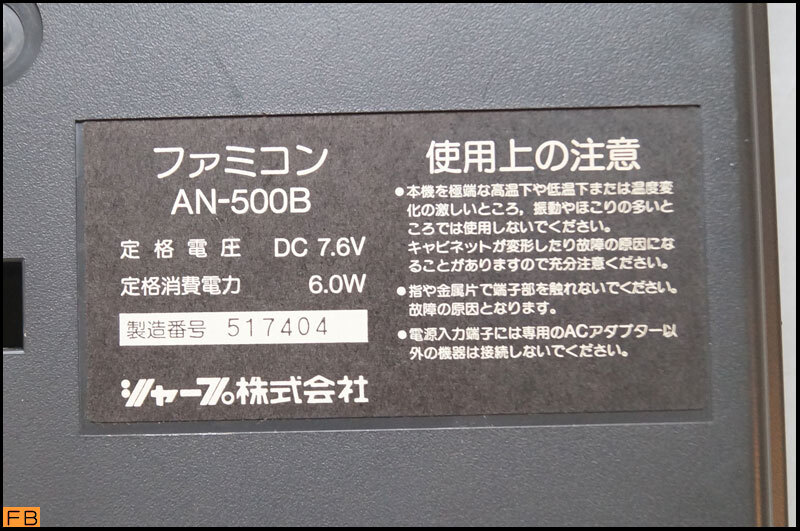 ファミコン
AN-500B
定格電圧 DC 7.6V
定格消費電力 6.0W
製造番号 517404
シャープ株式会社
使用上の注意
●本機を極端な高温下や低温下または温度変
化の激しいところ，振動やほこりの多いと
ころでは使用しないでください。
キャビネットが変形したり故障の原因にな
ることがありますので充分注意ください。
●指や金属片で端子部を触れないでください。
故障の原因となります。
●電源入力端子には専用のACアダプター以
外の機器は接続しないでください。
FB